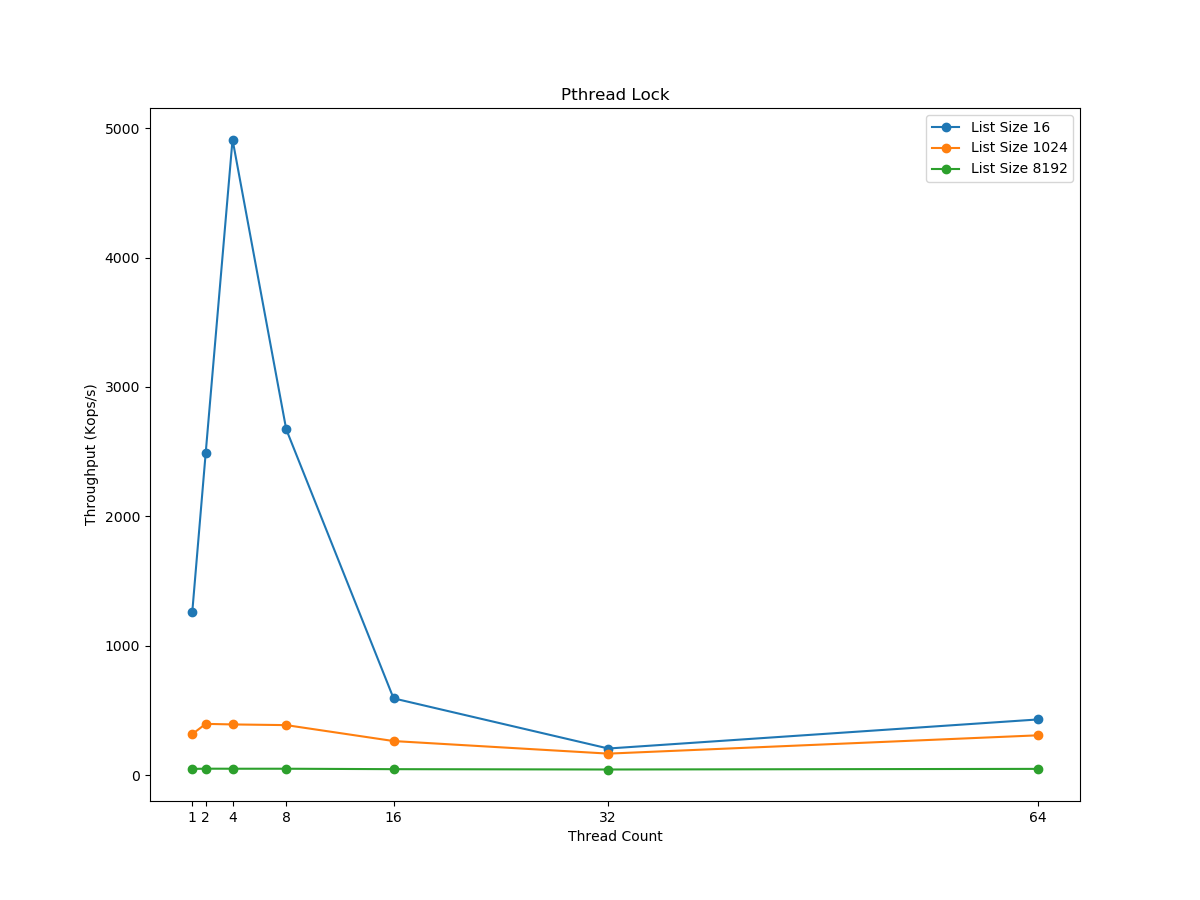 Pthread Lock
List Size 16
List Size 1024
List Size 8192
Throughput (Kops/s)
5000
4000
3000
2000
1000
0
1 2 4 8 16 32 64
Thread Count